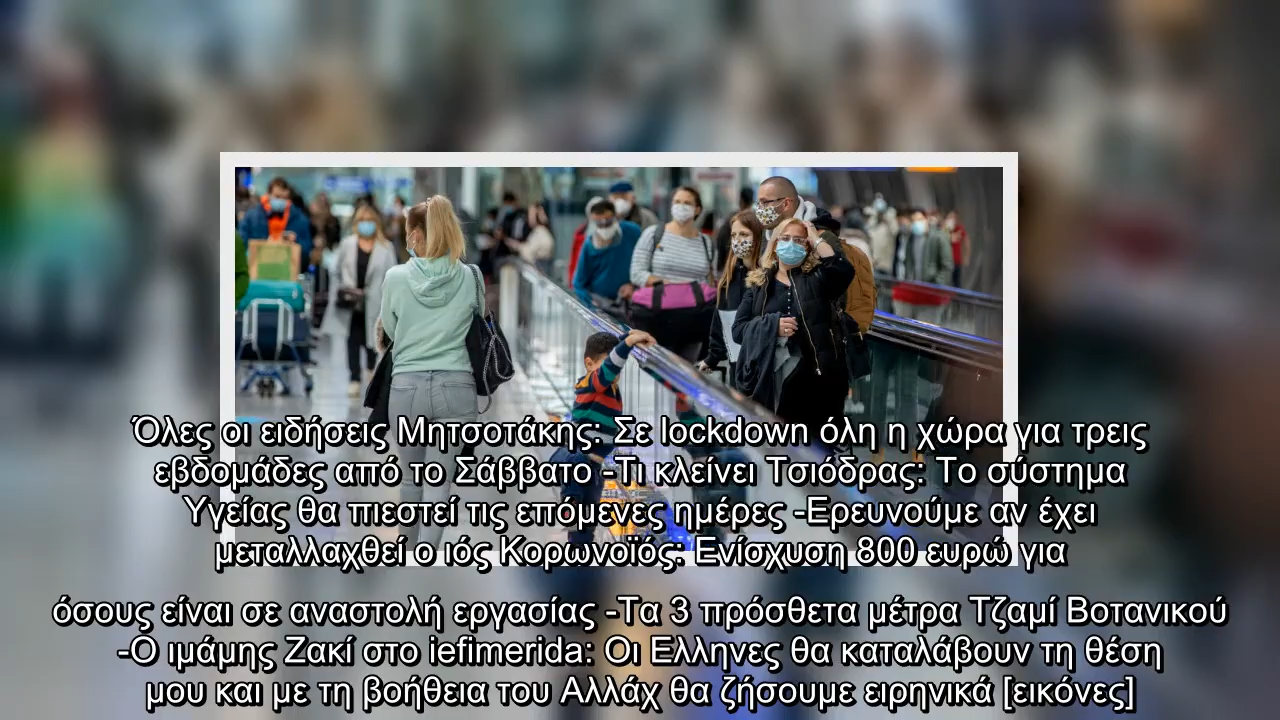 Όλες οι ειδήσεις Μητσοτάκης: Σε lockdown όλη η χώρα για τρεις
εβδομάδες από το Σάββατο -Τι κλείνει Τσιόδρας: Το σύστημα
Υγείας θα πιεστεί τις επόμενες ημέρες -Ερευνούμε αν έχει
μεταλλαχθεί ο ιός Κορωνοϊός: Ενίσχυση 800 ευρώ για
όσους είναι σε αναστολή εργασίας -Τα 3 πρόσθετα μέτρα Τζαμί Βοτανικού
-Ο ιμάμης Ζακί στο iefimerida: Οι Ελληνες θα καταλάβουν τη θέση
μου και με τη βοήθεια του Αλλάχ θα ζήσουμε ειρηνικά [εικόνες]